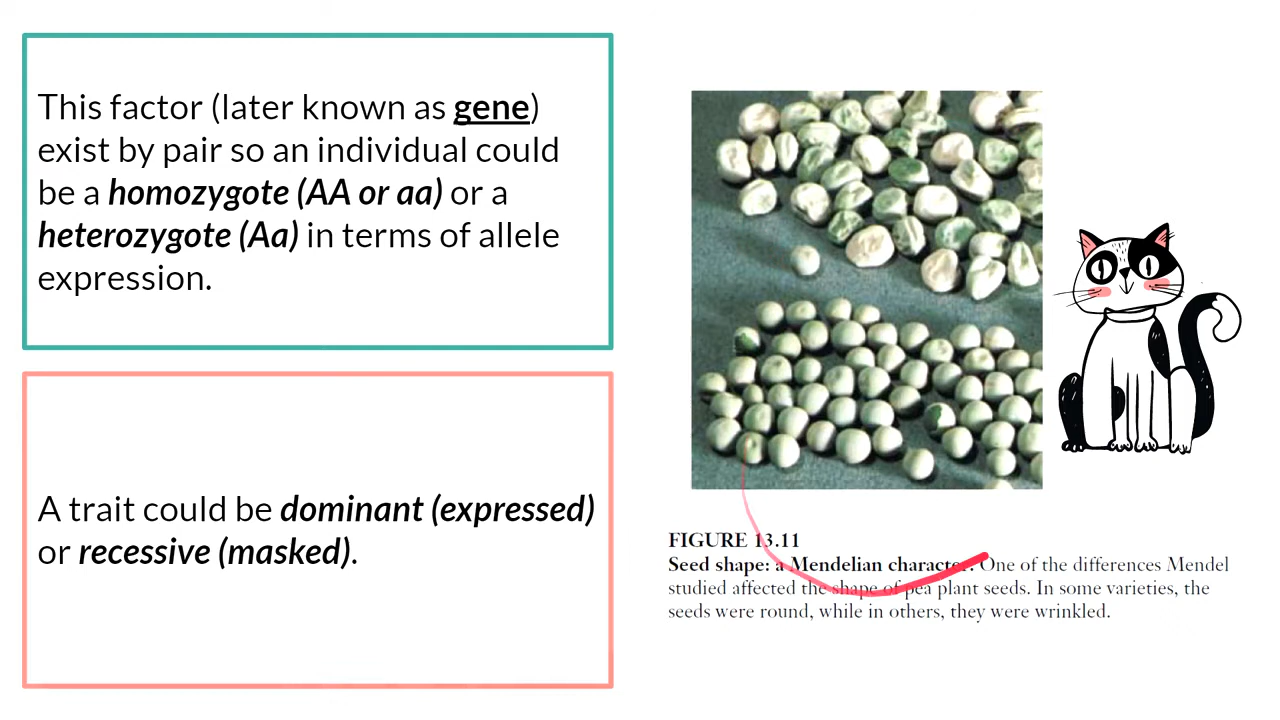 This factor (later known as gene)
exist by pair so an individual could
be a homozygote (AA or aa) or a
heterozygote (Aa) in terms of allele
expression.
A trait could be dominant (expressed)
or recessive (masked).
FIGURE 13.11
Seed shape: a Mendelian character. One of the differences Mendel
studied affected the shape of pea plant seeds. In some varieties, the
seeds were round, while in others, they were wrinkled.